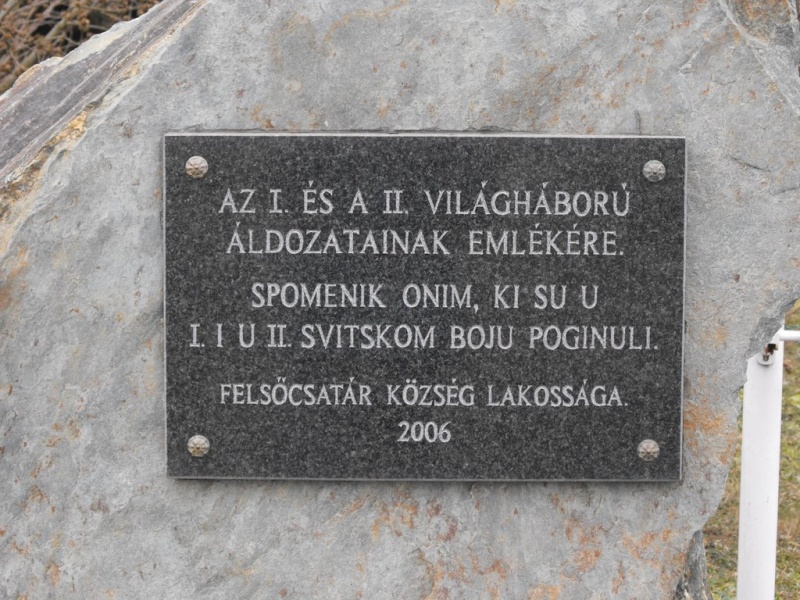 AZ I. ÉS A II. VILÁGHÁBORÚ
ÁLDOZATAINAK EMLÉKÉRE.
SPOMENIK ONIM, KI SU U
I. I U II. SVITSKOM BOJU POGINULI.
FELSŐCSATÁR KÖZSÉG LAKOSSÁGA.
2006